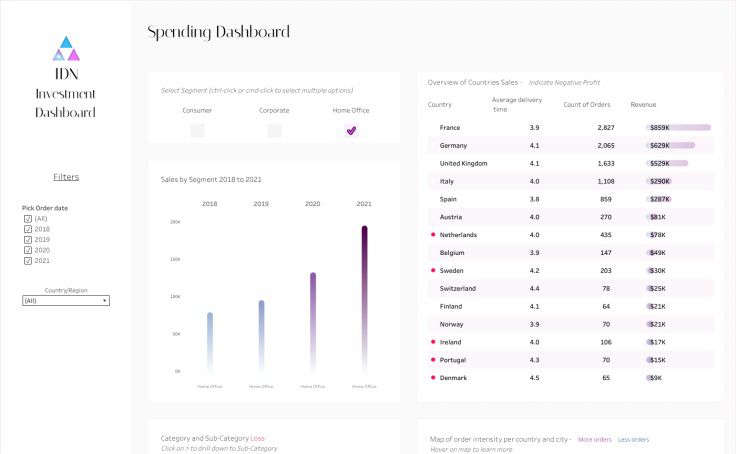 IDN
Investment
Dashboard
Filters
Pick Order date
(All)
2018
2019
2020
2021
Country/Region
(All)
Spending Dashboard
Select Segment (ctrl-click or cmd-click to select multiple options)
Consumer Corporate Home Office
Sales by Segment 2018 to 2021
2018 2019 2020 2021
200K
150K
100K
50K
0K
Home Office Home Office Home Office Home Office
Overview of Countries Sales - Indicate Negative Profit
Country Average delivery time Count of Orders Revenue
France 3.9 2,827 $859K
Germany 4.1 2,065 $629K
United Kingdom 4.1 1,633 $529K
Italy 4.0 1,108 $290K
Spain 3.8 859 $287K
Austria 4.0 270 $81K
Netherlands 4.0 435 $78K
Belgium 3.9 147 $49K
Sweden 4.2 203 $30K
Switzerland 4.4 78 $25K
Finland 4.1 64 $21K
Norway 3.9 70 $21K
Ireland 4.0 106 $17K
Portugal 4.3 70 $15K
Denmark 4.5 65 $9K
Category and Sub-Category Loss
Click on > to drill down to Sub-Category
Map of order intensity per country and city - More orders Less orders
Hover on map to learn more